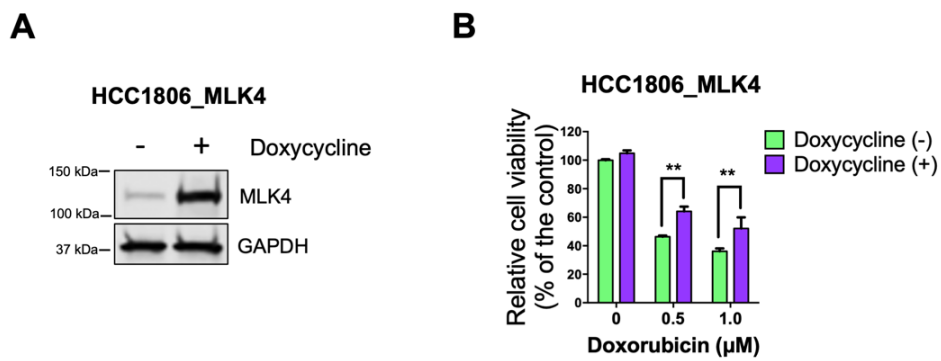 A
HCC1806_MLK4
- + Doxycycline
150 kDa
MLK4
100 kDa
37 kDa
GAPDH
B
HCC1806_MLK4
Relative cell viability
(% of the control)
120
100
80
60
40
20
0
** **
0 0.5 1.0
Doxorubicin (μM)
Doxycycline (-)
Doxycycline (+)